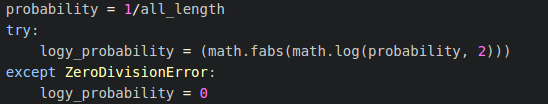 probability = 1/all_length
try:
    logy_probability = (math.fabs(math.log(probability, 2)))
except ZeroDivisionError:
    logy_probability = 0